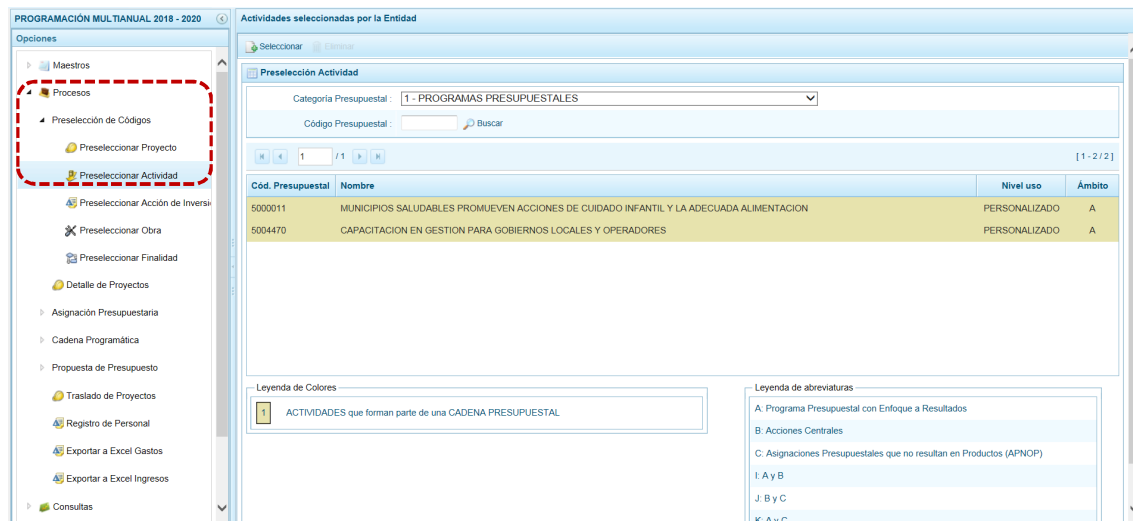 PROGRAMACIÓN MULTIANUAL 2018 - 2020
Opciones
Maestros
Procesos
Preselección de Códigos
Preseleccionar Proyecto
Preseleccionar Actividad
Preseleccionar Acción de Inversi
Preseleccionar Obra
Preseleccionar Finalidad
Detalle de Proyectos
Asignación Presupuestaria
Cadena Programática
Propuesta de Presupuesto
Traslado de Proyectos
Registro de Personal
Exportar a Excel Gastos
Exportar a Excel Ingresos
Consultas
Actividades seleccionadas por la Entidad
Seleccionar Eliminar
Preselección Actividad
Categoría Presupuestal : 1 - PROGRAMAS PRESUPUESTALES
Código Presupuestal : Buscar
1 / 1 [ 1 - 2 / 2 ]
Cód. Presupuestal Nombre Nivel uso Ámbito
5000011 MUNICIPIOS SALUDABLES PROMUEVEN ACCIONES DE CUIDADO INFANTIL Y LA ADECUADA ALIMENTACION PERSONALIZADO A
5004470 CAPACITACION EN GESTION PARA GOBIERNOS LOCALES Y OPERADORES PERSONALIZADO A
Leyenda de Colores
1 ACTIVIDADES que forman parte de una CADENA PRESUPUESTAL
Leyenda de abreviaturas
A: Programa Presupuestal con Enfoque a Resultados
B: Acciones Centrales
C: Asignaciones Presupuestales que no resultan en Productos (APNOP)
I: A y B
J: B y C
K: A y C